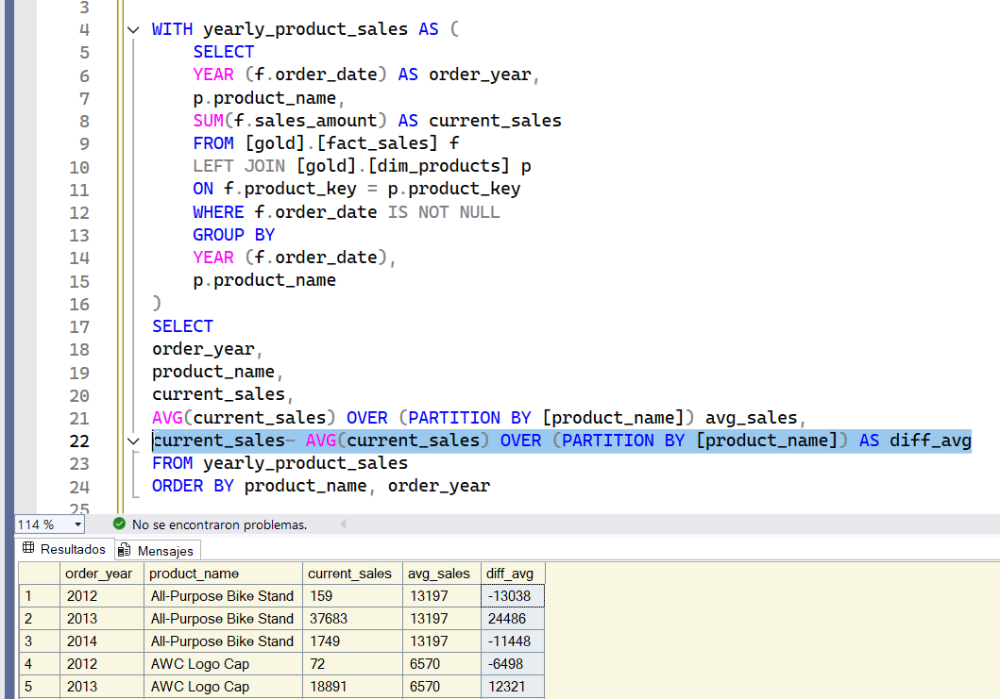 3
4 WITH yearly_product_sales AS (
5 SELECT
6 YEAR (f.order_date) AS order_year,
7 p.product_name,
8 SUM(f.sales_amount) AS current_sales
9 FROM [gold].[fact_sales] f
10 LEFT JOIN [gold].[dim_products] p
11 ON f.product_key = p.product_key
12 WHERE f.order_date IS NOT NULL
13 GROUP BY
14 YEAR (f.order_date),
15 p.product_name
16 )
17 SELECT
18 order_year,
19 product_name,
20 current_sales,
21 AVG(current_sales) OVER (PARTITION BY [product_name]) avg_sales,
22 current_sales- AVG(current_sales) OVER (PARTITION BY [product_name]) AS diff_avg
23 FROM yearly_product_sales
24 ORDER BY product_name, order_year
25
114 % No se encontraron problemas.
Resultados Mensajes
order_year product_name current_sales avg_sales diff_avg
1 2012 All-Purpose Bike Stand 159 13197 -13038
2 2013 All-Purpose Bike Stand 37683 13197 24486
3 2014 All-Purpose Bike Stand 1749 13197 -11448
4 2012 AWC Logo Cap 72 6570 -6498
5 2013 AWC Logo Cap 18891 6570 12321